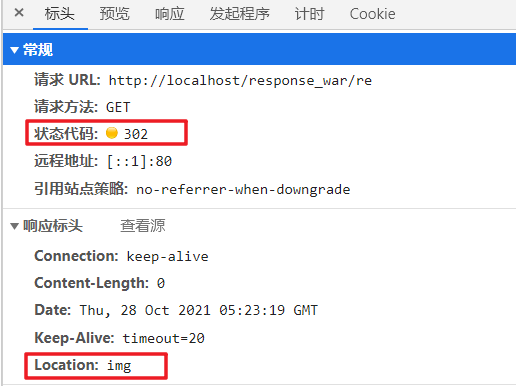 × 标头 预览 响应 发起程序 计时 Cookie
▼ 常规
请求 URL: http://localhost/response_war/re
请求方法: GET
状态代码: 302
远程地址: [::1]:80
引用站点策略: no-referrer-when-downgrade
▼ 响应标头 查看源
Connection: keep-alive
Content-Length: 0
Date: Thu, 28 Oct 2021 05:23:19 GMT
Keep-Alive: timeout=20
Location: img